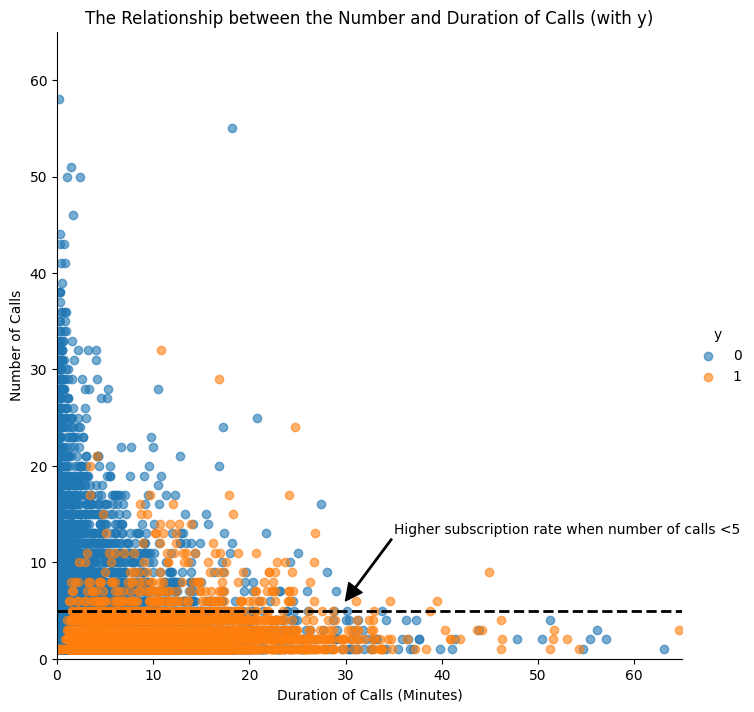 The Relationship between the Number and Duration of Calls (with y)
60
50
40
30
20
10
0
Number of Calls
Higher subscription rate when number of calls <5
y
0
1
0 10 20 30 40 50 60
Duration of Calls (Minutes)